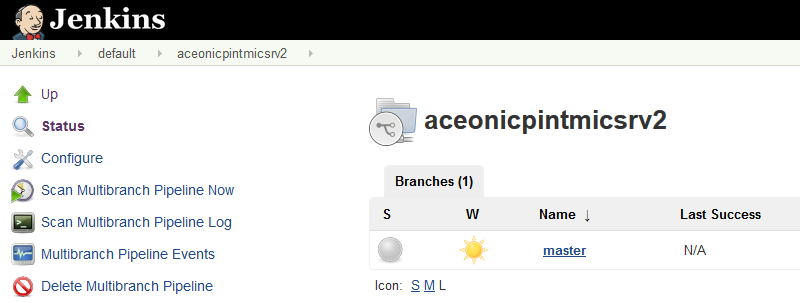 Jenkins
Jenkins default aceonicpintmicsrv2
Up
Status
Configure
Scan Multibranch Pipeline Now
Scan Multibranch Pipeline Log
Multibranch Pipeline Events
Delete Multibranch Pipeline
aceonicpintmicsrv2
Branches (1)
S W Name ↓ Last Success
master N/A
Icon: S M L